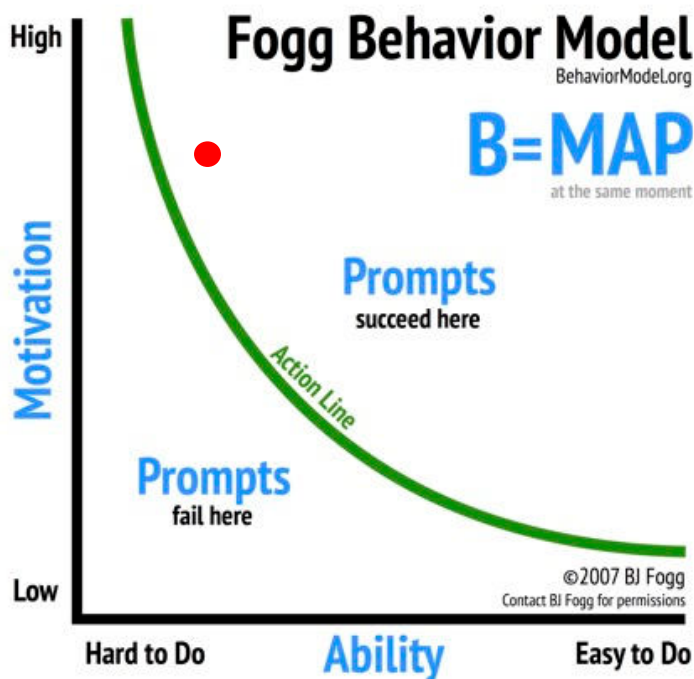 High
Fogg Behavior Model
BehaviorModel.org
B=MAP
at the same moment
Motivation
Prompts
succeed here
Action Line
Prompts
fail here
Low
©2007 BJ Fogg
Contact BJ Fogg for permissions
Hard to Do
Ability
Easy to Do